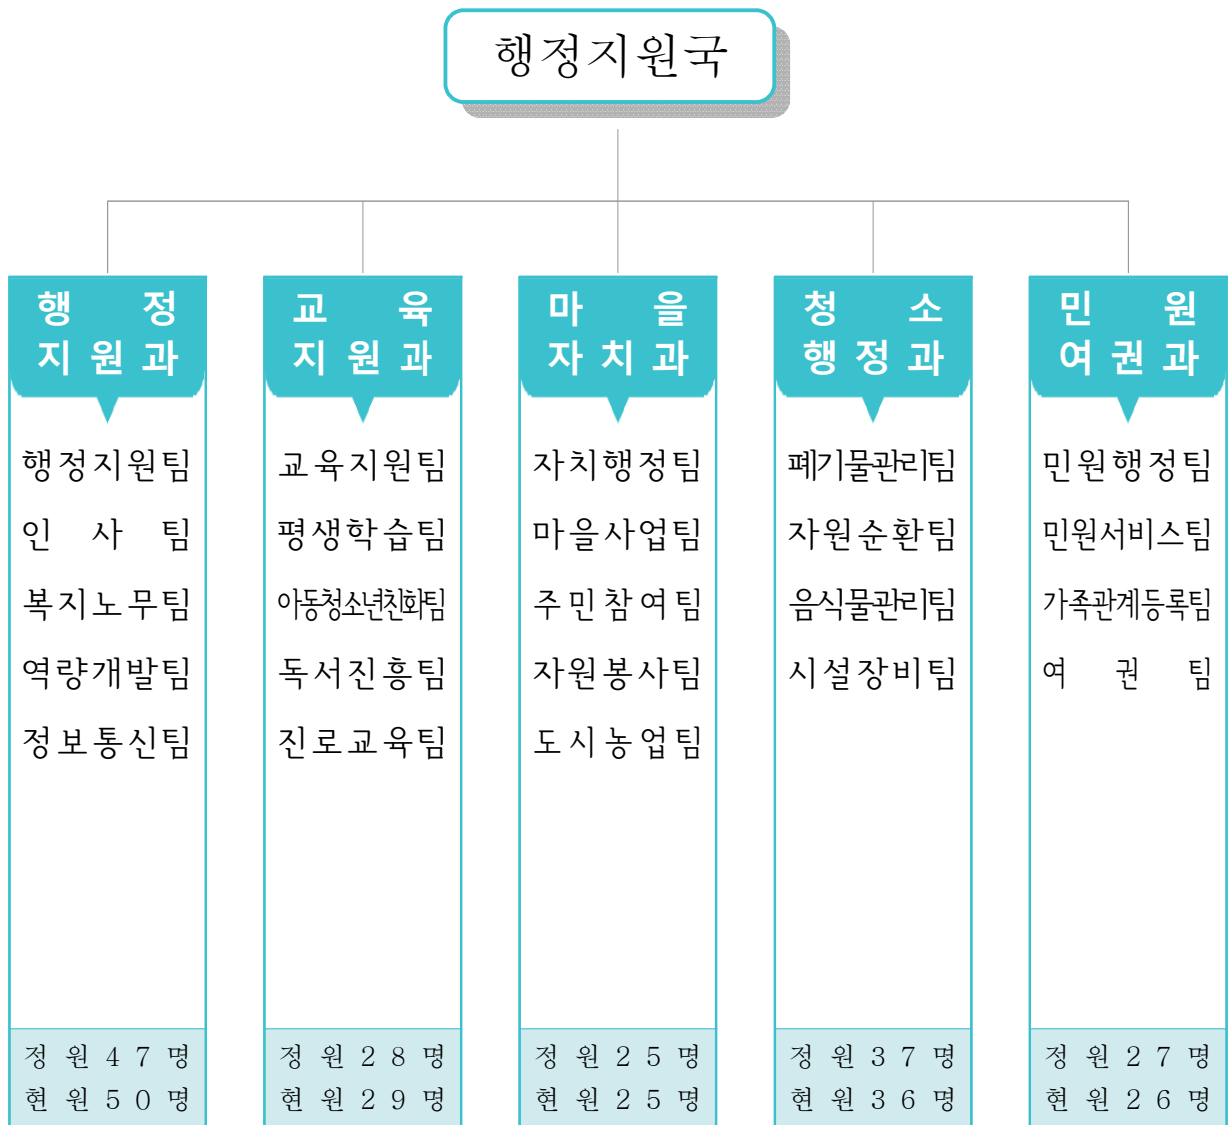 행정지원국
행 정
지원과
행정지원팀
인 사 팀
복지노무팀
역량개발팀
정보통신팀
정 원 4 7 명
현 원 5 0 명
교 육
지원과
교육지원팀
평생학습팀
아동청소년친화팀
독서진흥팀
진로교육팀
정 원 2 8 명
현 원 2 9 명
마 을
자치과
자치행정팀
마을사업팀
주민참여팀
자원봉사팀
도시농업팀
정 원 2 5 명
현 원 2 5 명
청 소
행정과
폐기물관리팀
자원순환팀
음식물관리팀
시설장비팀
정 원 3 7 명
현 원 3 6 명
민 원
여권과
민원행정팀
민원서비스팀
가족관계등록팀
여 권 팀
정 원 2 7 명
현 원 2 6 명